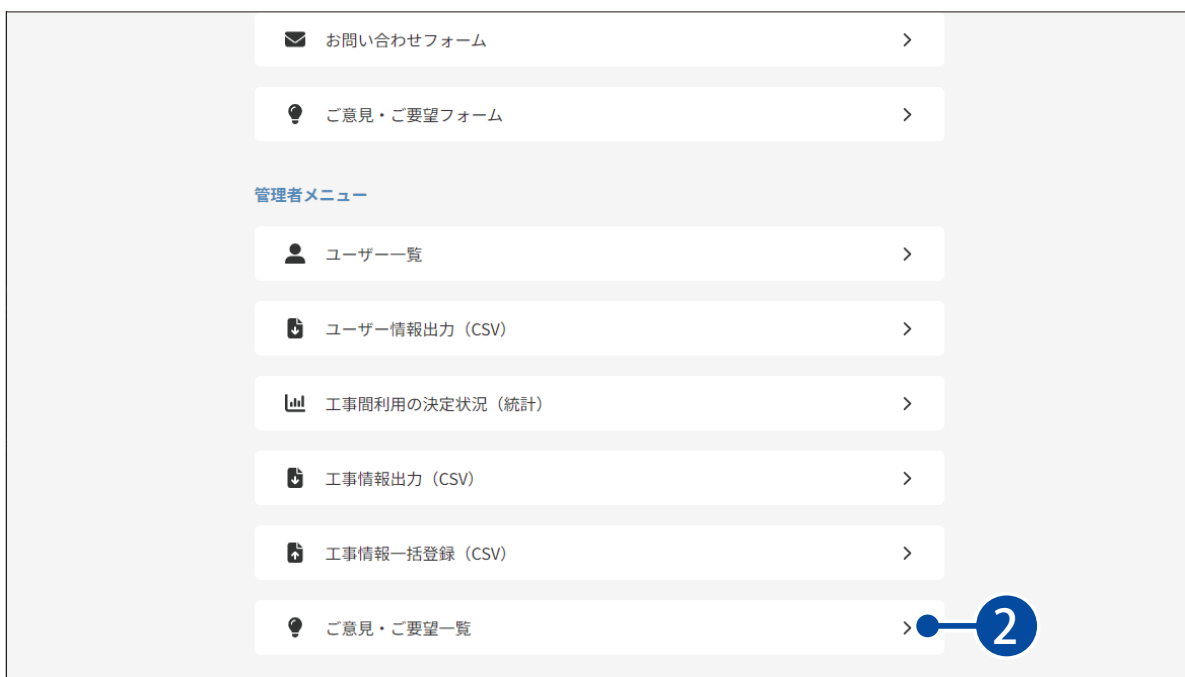 お問い合わせフォーム
ご意見・ご要望フォーム
管理者メニュー
ユーザー一覧
ユーザー情報出力（CSV）
工事間利用の決定状況（統計）
工事情報出力（CSV）
工事情報一括登録（CSV）
ご意見・ご要望一覧
2